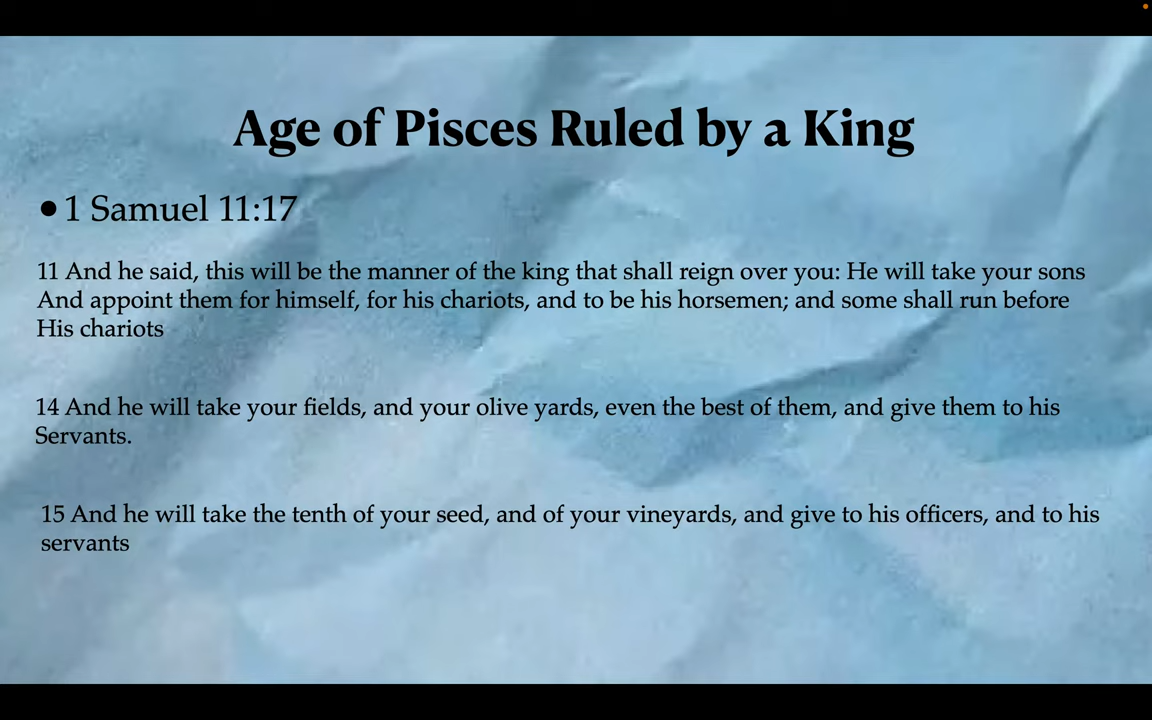 Age of Pisces Ruled by a King
•1 Samuel 11:17
11 And he said, this will be the manner of the king that shall reign over you: He will take your sons
And appoint them for himself, for his chariots, and to be his horsemen; and some shall run before
His chariots
14 And he will take your fields, and your olive yards, even the best of them, and give them to his
Servants.
15 And he will take the tenth of your seed, and of your vineyards, and give to his officers, and to his
servants